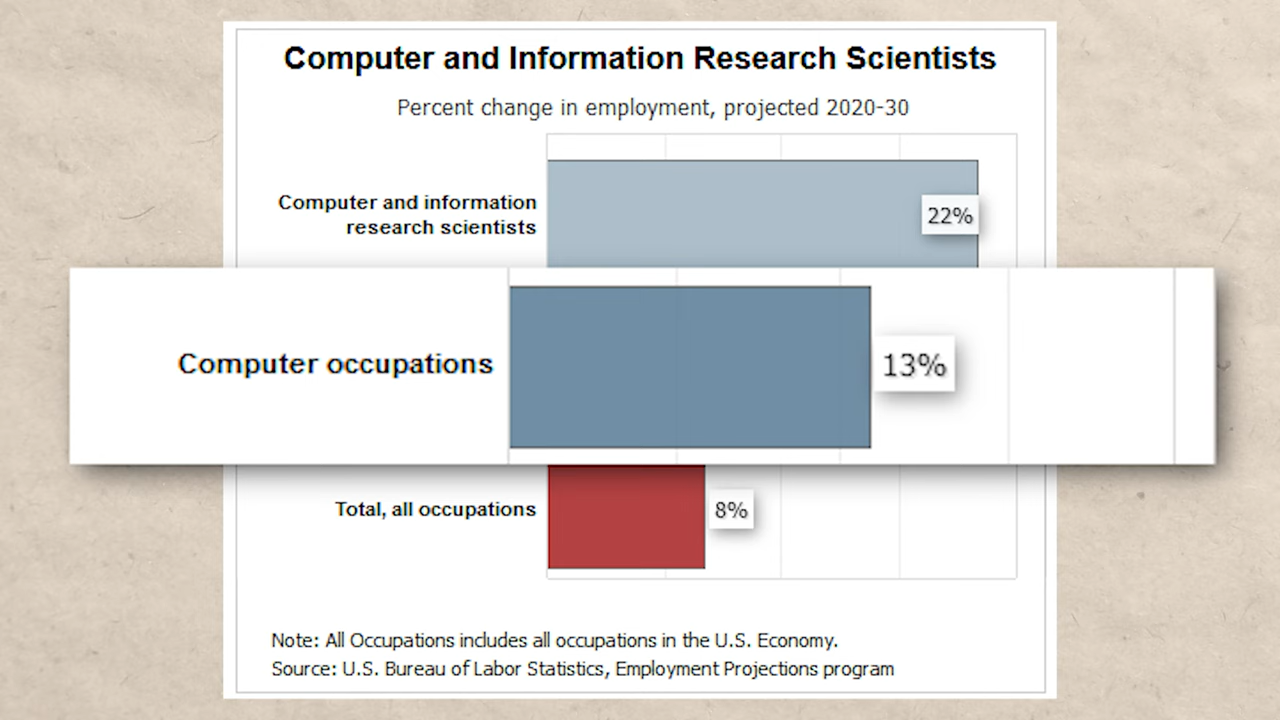 Computer and Information Research Scientists
Percent change in employment, projected 2020-30
Computer and information
research scientists
22%
Computer occupations
13%
Total, all occupations
8%
Note: All Occupations includes all occupations in the U.S. Economy.
Source: U.S. Bureau of Labor Statistics, Employment Projections program